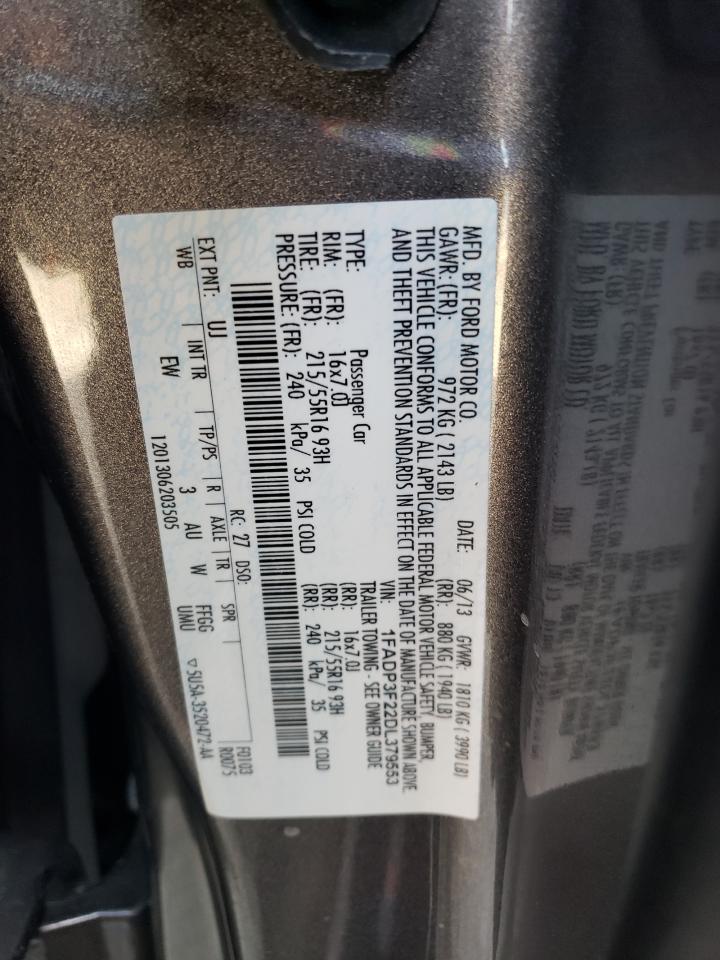 MFD. BY FORD MOTOR CO.
DATE: 06/13 GVWR: 1810 KG ( 3990 LB)
GAWR: (FR): 972 KG ( 2143 LB) (RR): 880 KG ( 1940 LB)
THIS VEHICLE CONFORMS TO ALL APPLICABLE FEDERAL MOTOR VEHICLE SAFETY, BUMPER,
AND THEFT PREVENTION STANDARDS IN EFFECT ON THE DATE OF MANUFACTURE SHOWN ABOVE.
VIN: 1FADP3F22DL379553
TYPE: Passenger Car TRAILER TOWING - SEE OWNER GUIDE
RIM: (FR): 16x7.0J (RR): 16x7.0J
TIRE: (FR): 215/55R16 93H (RR): 215/55R16 93H
PRESSURE: (FR): 240 kPa/ 35 PSI COLD (RR): 240 kPa/ 35 PSI COLD
F0103
R0075
EXT PNT: UJ RC: 27 DSO:
WB INT TR TP/PS R AXLE TR SPR
EW 3 AU W FFGG
UMU
1201306203505 ▽ SU5A-3520472-AA